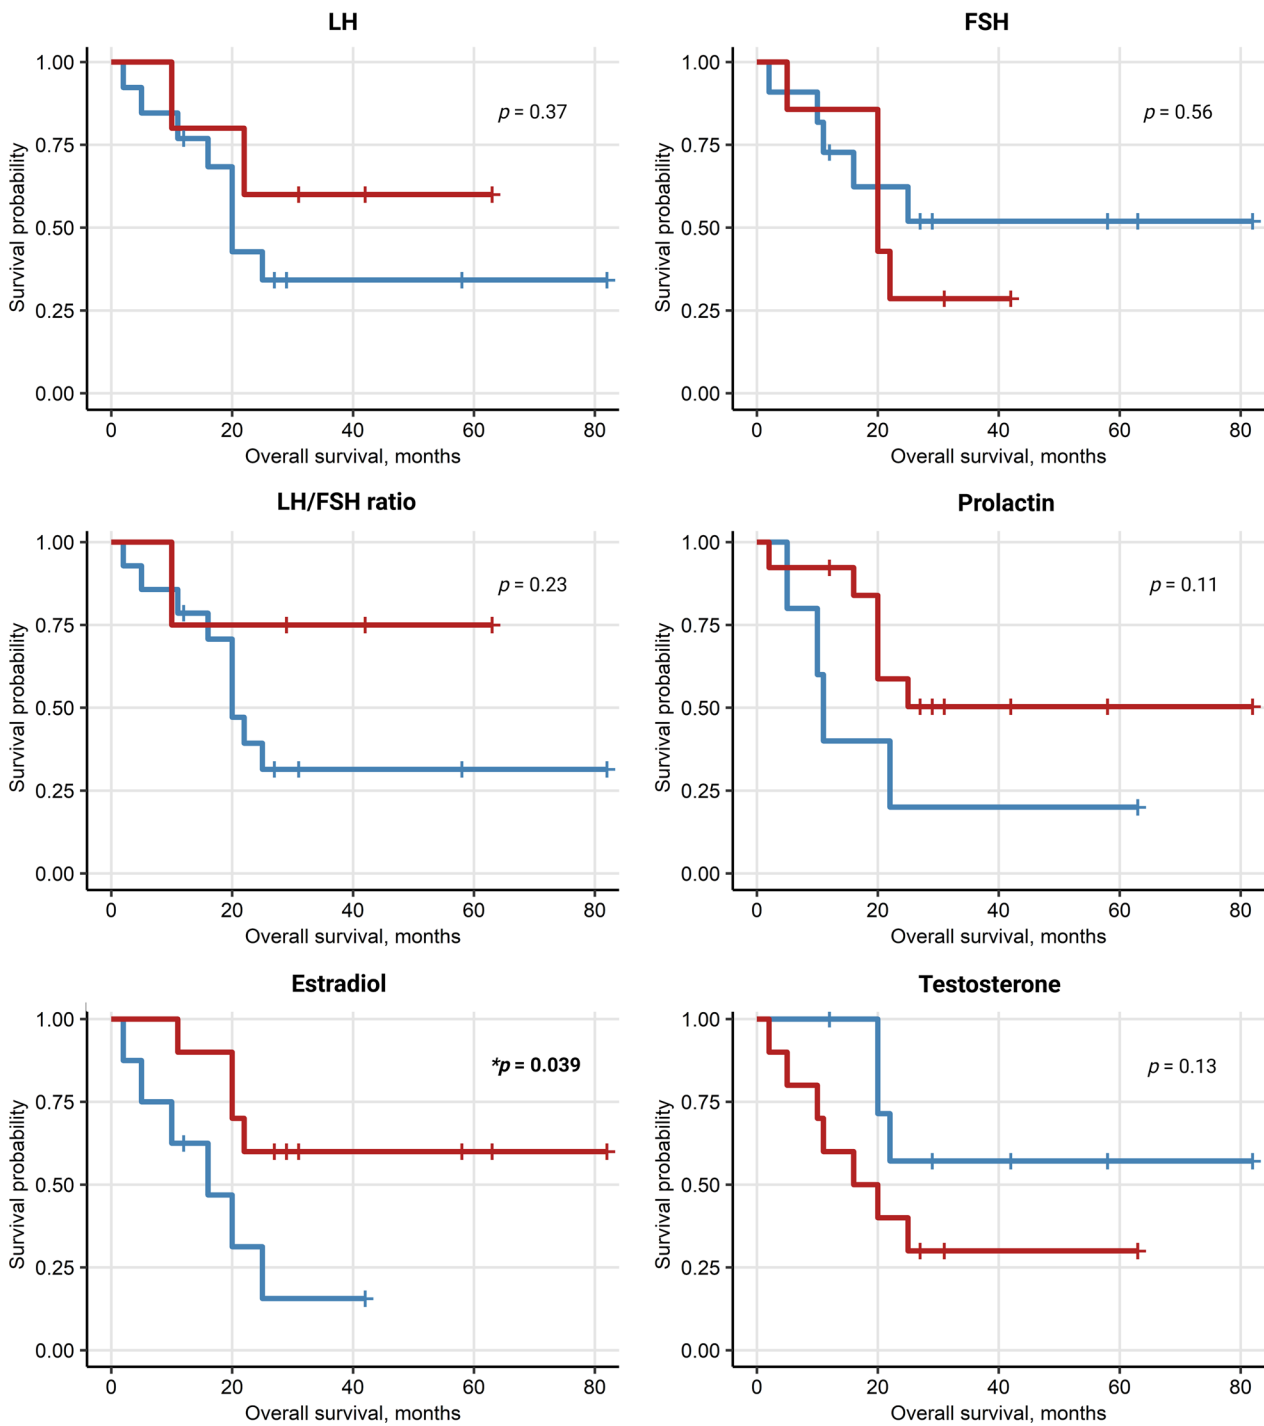 LH
1.00
0.75
0.50
0.25
0.00
Survival probability
p = 0.37
0 20 40 60 80
Overall survival, months
FSH
1.00
0.75
0.50
0.25
0.00
Survival probability
p = 0.56
0 20 40 60 80
Overall survival, months
LH/FSH ratio
1.00
0.75
0.50
0.25
0.00
Survival probability
p = 0.23
0 20 40 60 80
Overall survival, months
Prolactin
1.00
0.75
0.50
0.25
0.00
Survival probability
p = 0.11
0 20 40 60 80
Overall survival, months
Estradiol
1.00
0.75
0.50
0.25
0.00
Survival probability
*p = 0.039
0 20 40 60 80
Overall survival, months
Testosterone
1.00
0.75
0.50
0.25
0.00
Survival probability
p = 0.13
0 20 40 60 80
Overall survival, months